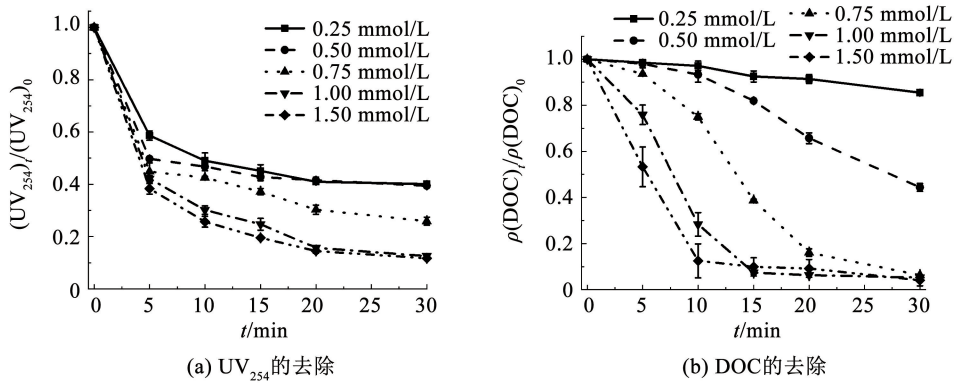 1.0
0.8
0.6
0.4
0.2
0
(UV254)t/(UV254)0
0.25 mmol/L
0.50 mmol/L
0.75 mmol/L
1.00 mmol/L
1.50 mmol/L
0 5 10 15 20 25 30
t/min
(a) UV254的去除
0.25 mmol/L
0.50 mmol/L
0.75 mmol/L
1.00 mmol/L
1.50 mmol/L
1.0
0.8
0.6
0.4
0.2
0
ρ(DOC)t/ρ(DOC)0
0 5 10 15 20 25 30
t/min
(b) DOC的去除